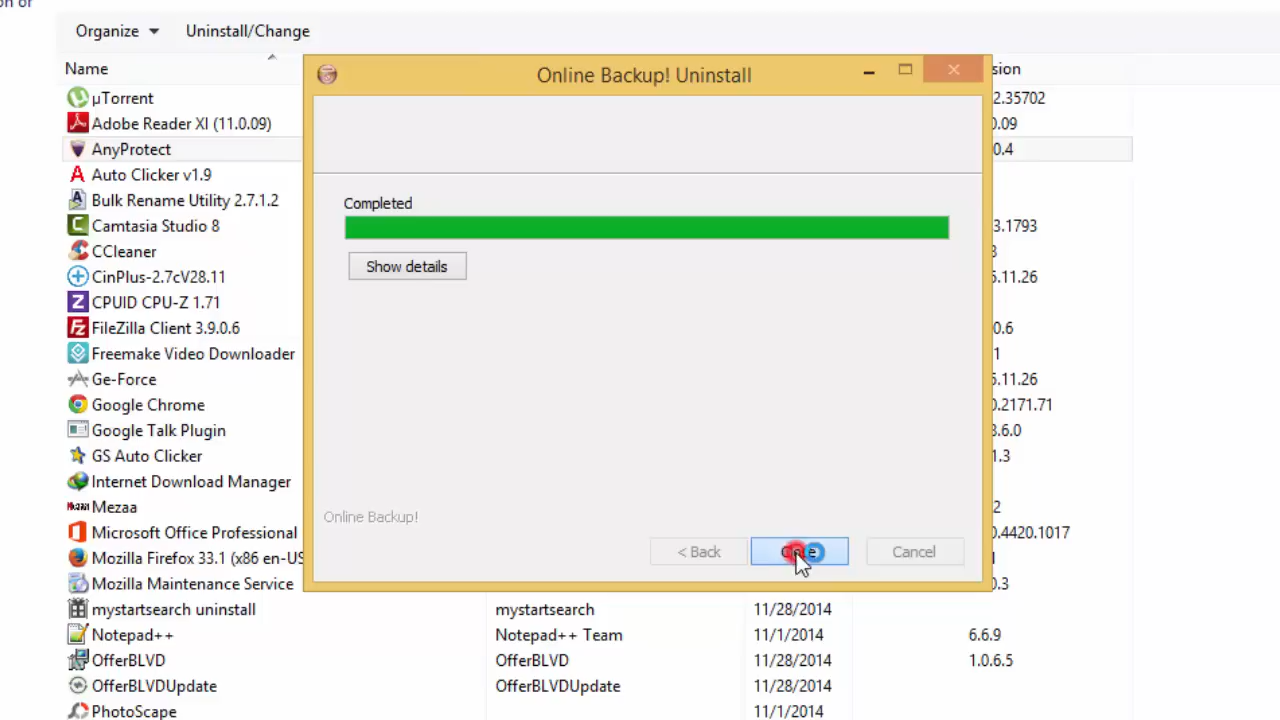 on or
Organize Uninstall/Change
Online Backup! Uninstall
Name sion
µTorrent 2.35702
Adobe Reader XI (11.0.09) 0.09
AnyProtect 0.4
Auto Clicker v1.9
Bulk Rename Utility 2.7.1.2
Completed
Camtasia Studio 8 3.1793
CCleaner 3
Show details
CinPlus-2.7cV28.11 5.11.26
CPUID CPU-Z 1.71
FileZilla Client 3.9.0.6 0.6
Freemake Video Downloader 1
Ge-Force 5.11.26
Google Chrome 0.2171.71
Google Talk Plugin 3.6.0
GS Auto Clicker 1.3
Internet Download Manager
Mezaa 2
Online Backup!
Microsoft Office Professional .4420.1017
< Back Cancel
Mozilla Firefox 33.1 (x86 en-US
Mozilla Maintenance Service 0.3
mystartsearch uninstall mystartsearch 11/28/2014
Notepad++ Notepad++ Team 11/1/2014 6.6.9
OfferBLVD OfferBLVD 11/28/2014 1.0.6.5
OfferBLVDUpdate OfferBLVDUpdate 11/28/2014
PhotoScape 11/1/2014